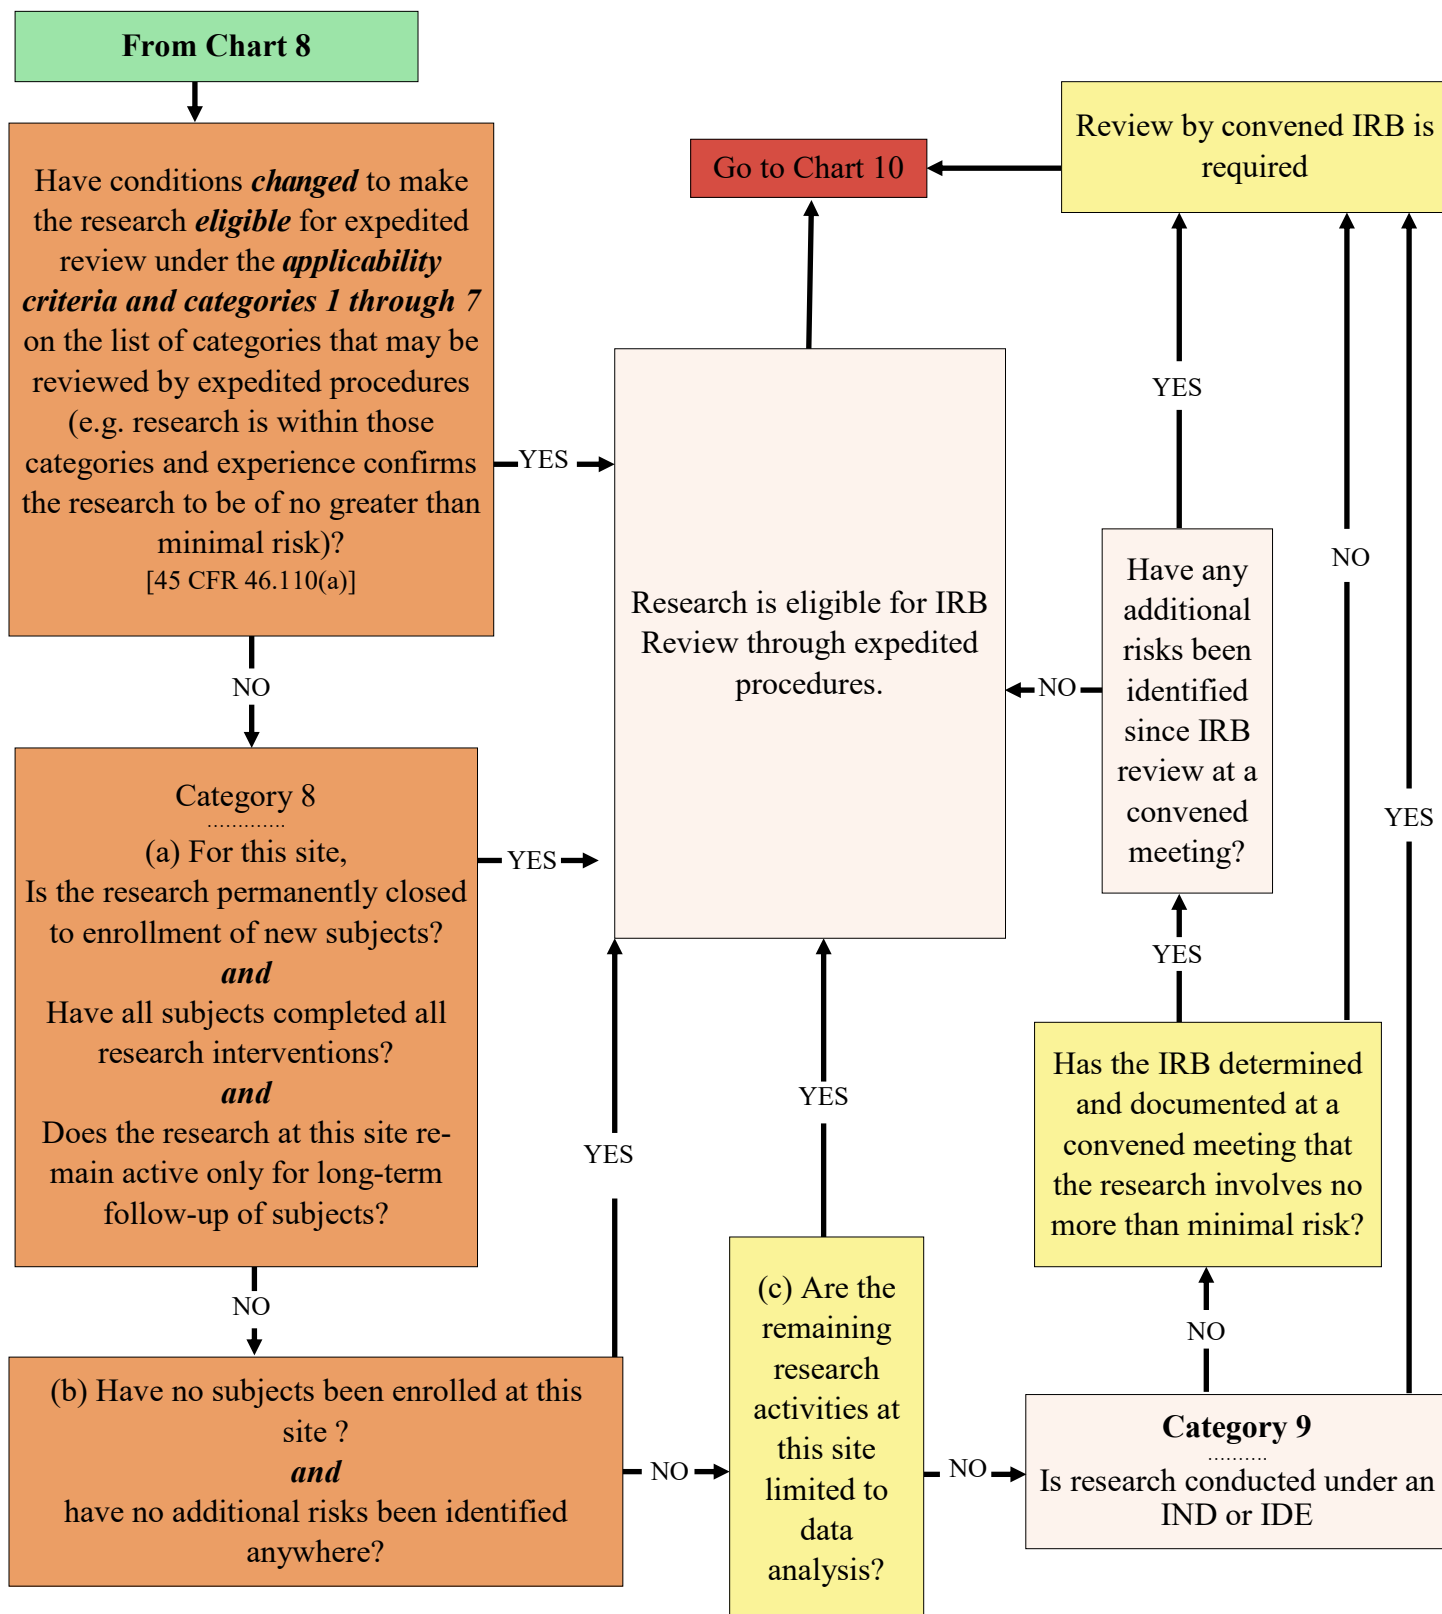 From Chart 8
Have conditions changed to make
the research eligible for expedited
review under the applicability
criteria and categories 1 through 7
on the list of categories that may be
reviewed by expedited procedures
(e.g. research is within those
categories and experience confirms
the research to be of no greater than
minimal risk)?
[45 CFR 46.110(a)]
YES
NO
Category 8
.............
(a) For this site,
Is the research permanently closed
to enrollment of new subjects?
and
Have all subjects completed all
research interventions?
and
Does the research at this site re-
main active only for long-term
follow-up of subjects?
YES
NO
(b) Have no subjects been enrolled at this
site ?
and
have no additional risks been identified
anywhere?
YES
NO
(c) Are the
remaining
research
activities at
this site
limited to
data
analysis?
YES
NO
Category 9
..........
Is research conducted under an
IND or IDE
NO
YES
Has the IRB determined
and documented at a
convened meeting that
the research involves no
more than minimal risk?
YES
NO
Have any
additional
risks been
identified
since IRB
review at a
convened
meeting?
NO
YES
Research is eligible for IRB
Review through expedited
procedures.
Review by convened IRB is
required
Go to Chart 10